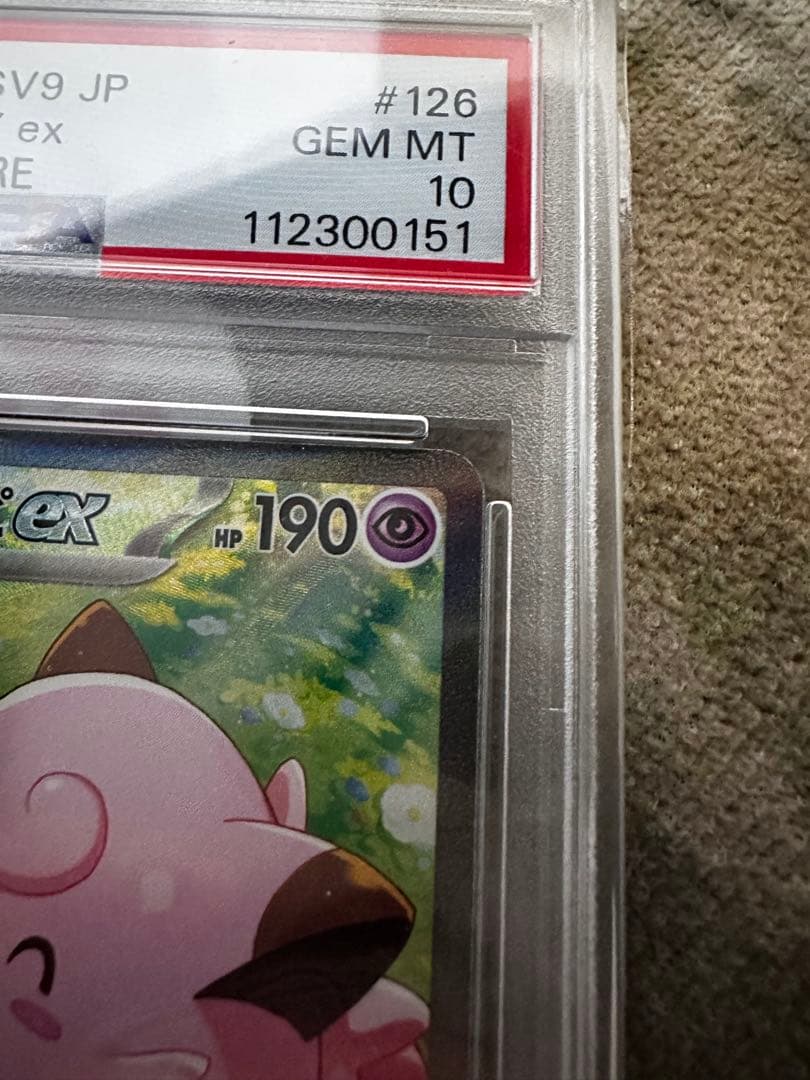 SV9 JP
#126
ex
GEM MT
RE
10
112300151
ex
HP 190